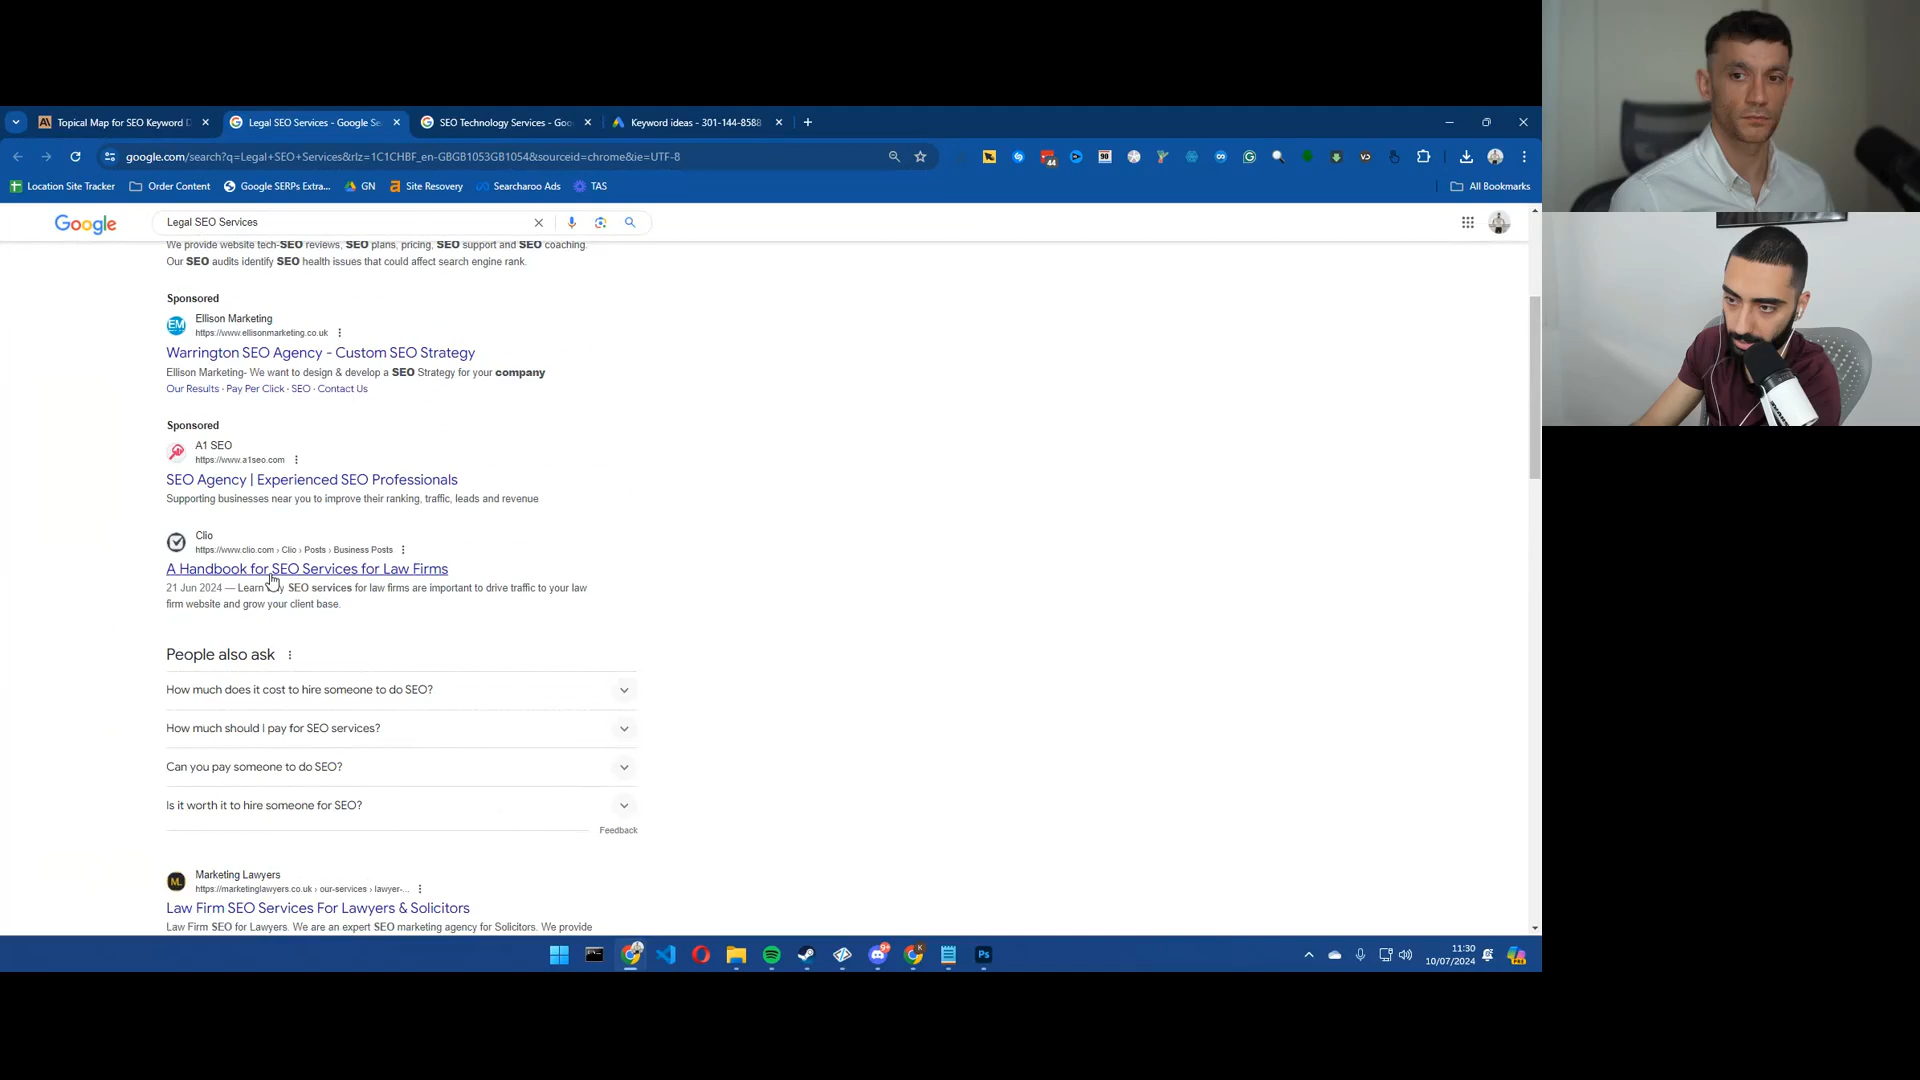 Topical Map for SEO Keyword D
Legal SEO Services - Google Se
SEO Technology Services - Goo
Keyword ideas - 301-144-8588
google.com/search?q=Legal+SEO+Services&rlz=1C1CHBF_en-GBGB1053GB1054&sourceid=chrome&ie=UTF-8
44
90
VD
Location Site Tracker
Order Content
Google SERPs Extra...
GN
Site Recovery
Searcharoo Ads
TAS
All Bookmarks
Google
Legal SEO Services
We provide website tech-SEO reviews, SEO plans, pricing, SEO support and SEO coaching.
Our SEO audits identify SEO health issues that could affect search engine rank.
Sponsored
EM
Ellison Marketing
https://www.ellisonmarketing.co.uk
Warrington SEO Agency - Custom SEO Strategy
Ellison Marketing- We want to design & develop a SEO Strategy for your company
Our Results · Pay Per Click · SEO · Contact Us
Sponsored
A1 SEO
https://www.a1seo.com
SEO Agency | Experienced SEO Professionals
Supporting businesses near you to improve their ranking, traffic, leads and revenue
Clio
https://www.clio.com › Clio › Posts › Business Posts
A Handbook for SEO Services for Law Firms
21 Jun 2024 — Learn SEO services for law firms are important to drive traffic to your law
firm website and grow your client base.
People also ask
How much does it cost to hire someone to do SEO?
How much should I pay for SEO services?
Can you pay someone to do SEO?
Is it worth it to hire someone for SEO?
Feedback
ML
Marketing Lawyers
https://marketinglawyers.co.uk › our-services › lawyer-...
Law Firm SEO Services For Lawyers & Solicitors
Law Firm SEO for Lawyers. We are an expert SEO marketing agency for Solicitors. We provide
9+
K
Ps
11:30
10/07/2024
PRE